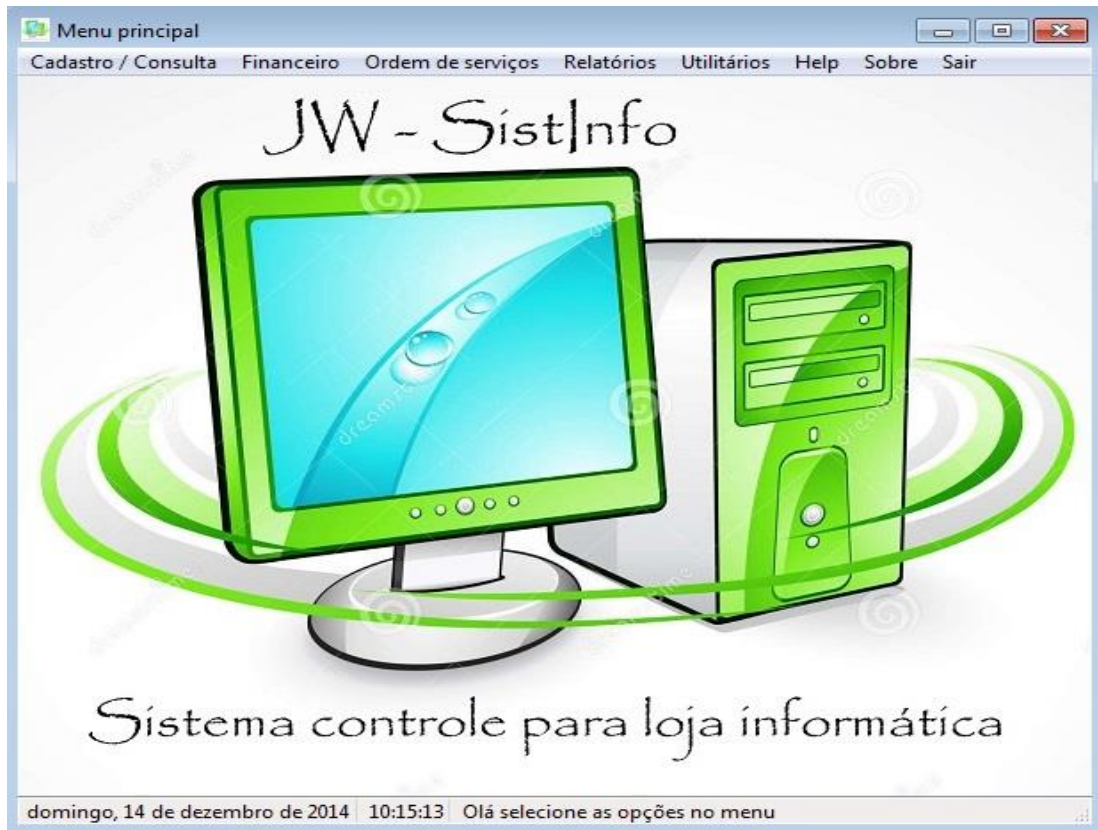 Menu principal
Cadastro / Consulta Financeiro Ordem de serviços Relatórios Utilitários Help Sobre Sair
JW - SistInfo
dreamstime
Sistema controle para loja informática
domingo, 14 de dezembro de 2014 10:15:13 Olá selecione as opções no menu